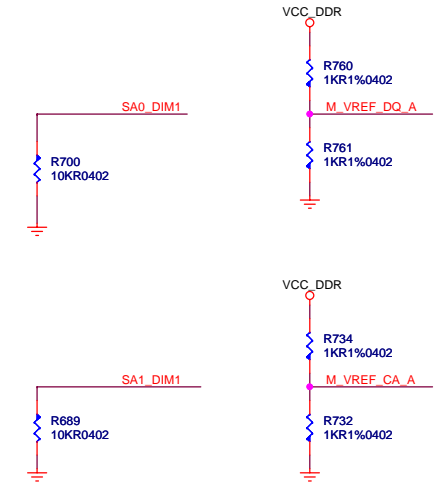 VCC_DDR
R760
1KR1%0402
SA0_DIM1
M_VREF_DQ_A
R700
10KR0402
R761
1KR1%0402
VCC_DDR
R734
1KR1%0402
SA1_DIM1
M_VREF_CA_A
R689
10KR0402
R732
1KR1%0402